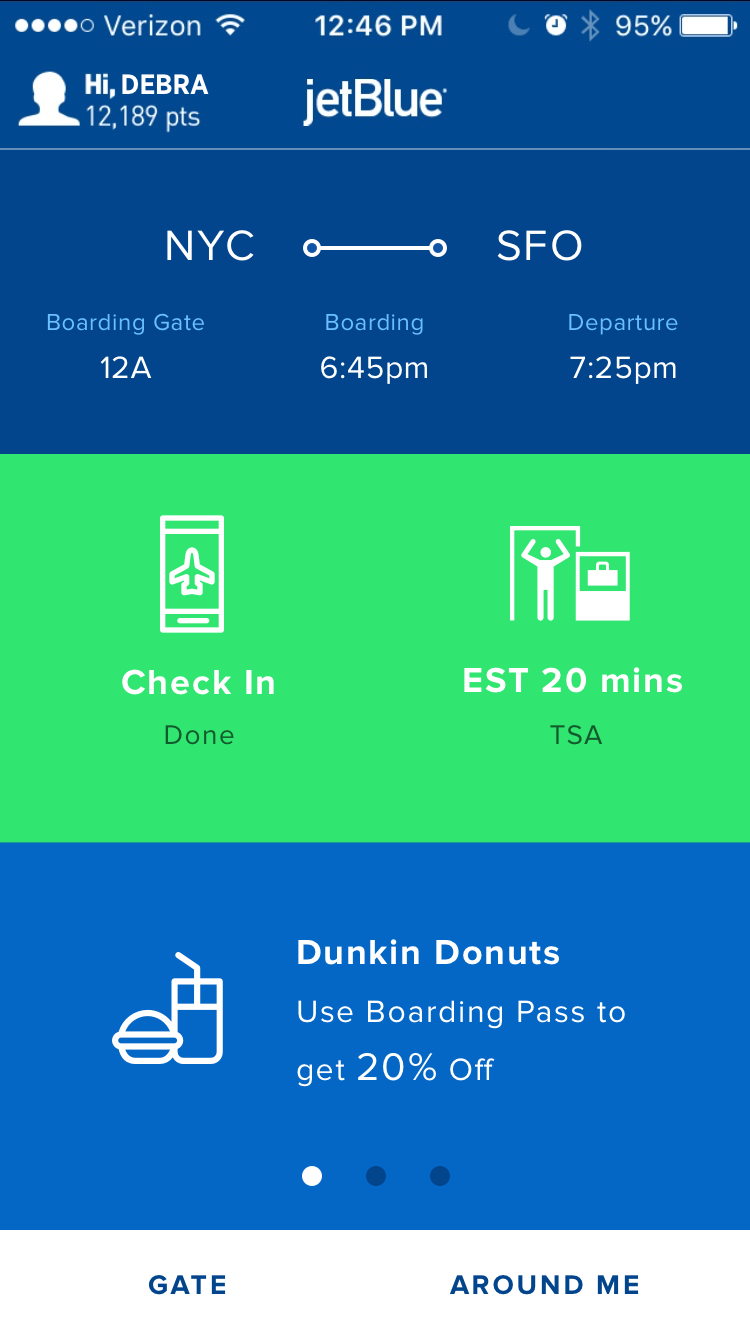 Verizon 12:46 PM 95%
Hi, DEBRA
12,189 pts
jetBlue
NYC SFO
Boarding Gate Boarding Departure
12A 6:45pm 7:25pm
Check In EST 20 mins
Done TSA
Dunkin Donuts
Use Boarding Pass to
get 20% Off
GATE AROUND ME